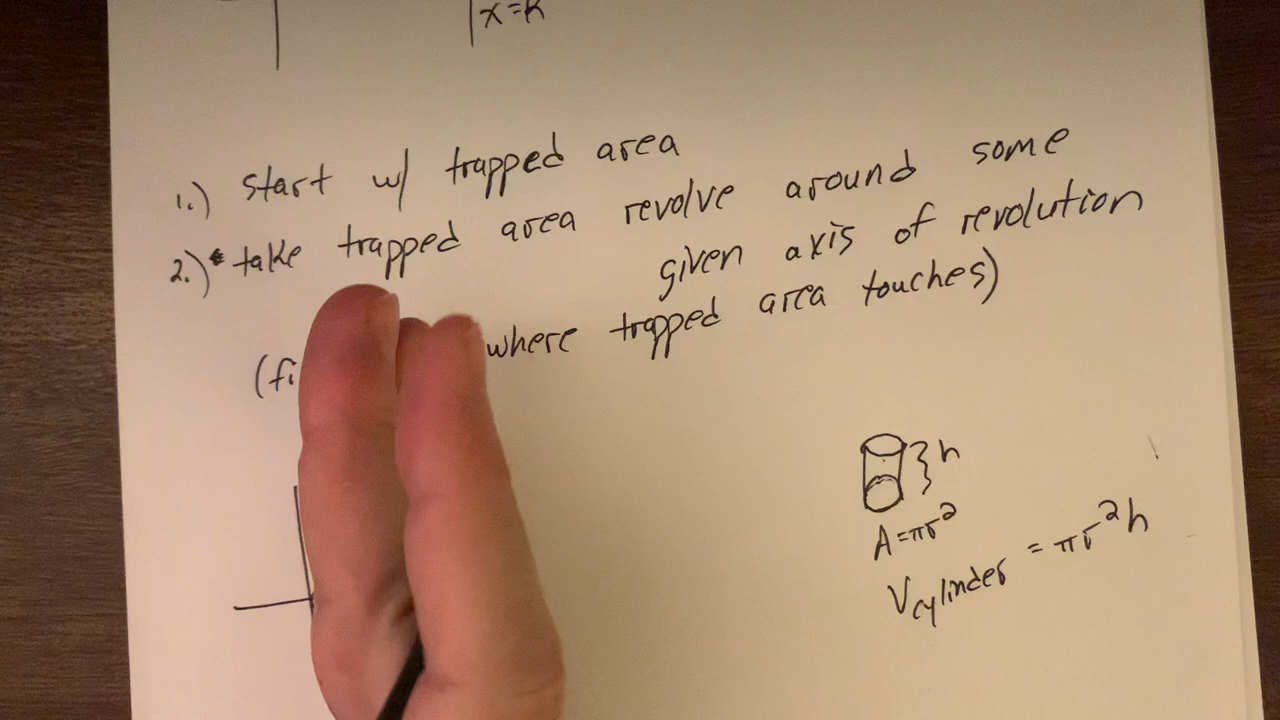 x=k
1.) start w/ trapped area
2.) * take trapped area revolve around some
given axis of revolution
(fi where trapped area touches)
h
A=πr²
Vcylinder = πr²h